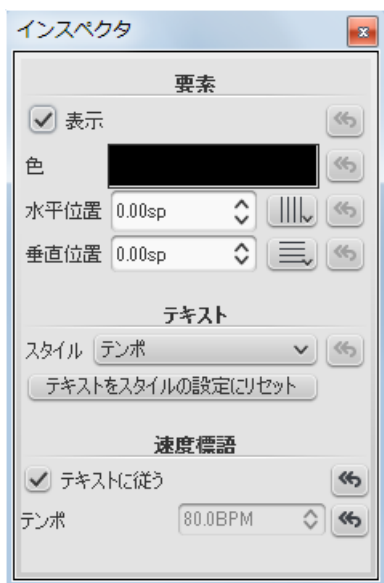 インスペクタ
要素
表示
色
水平位置 0.00sp
垂直位置 0.00sp
テキスト
スタイル テンポ
テキストをスタイルの設定にリセット
速度標語
テキストに従う
テンポ 80.0BPM